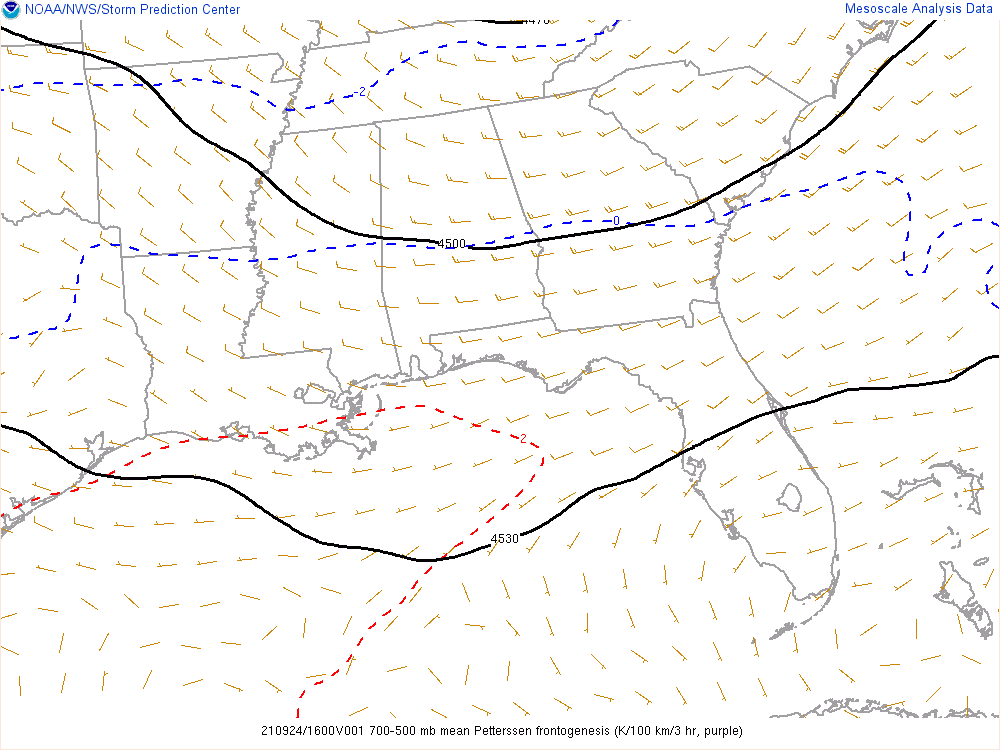 NOAA/NWS/Storm Prediction Center
Mesoscale Analysis Data
4470
-2
0
4500
2
4530
210924/1600V001 700-500 mb mean Petterssen frontogenesis (K/100 km/3 hr, purple)